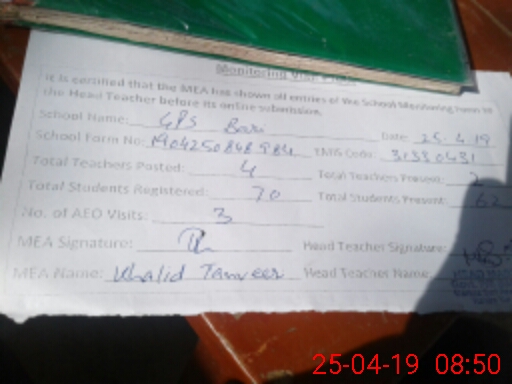 Monitoring Visit
It is certified that the MEA has shown all entries of the School Monitoring Form to
the Head Teacher before its online submission.
School Name: GPS Date: 25.4.19
School Form No: EMIS Code: 31330431
Total Teachers Posted: 4 Total Teachers Present: 2
Total Students Registered: 70 Total Students Present: 62
No. of AEO Visits: 3
MEA Signature: Head Teacher Signature:
MEA Name: Khalid Tanveer Head Teacher Name
25-04-19 08:50